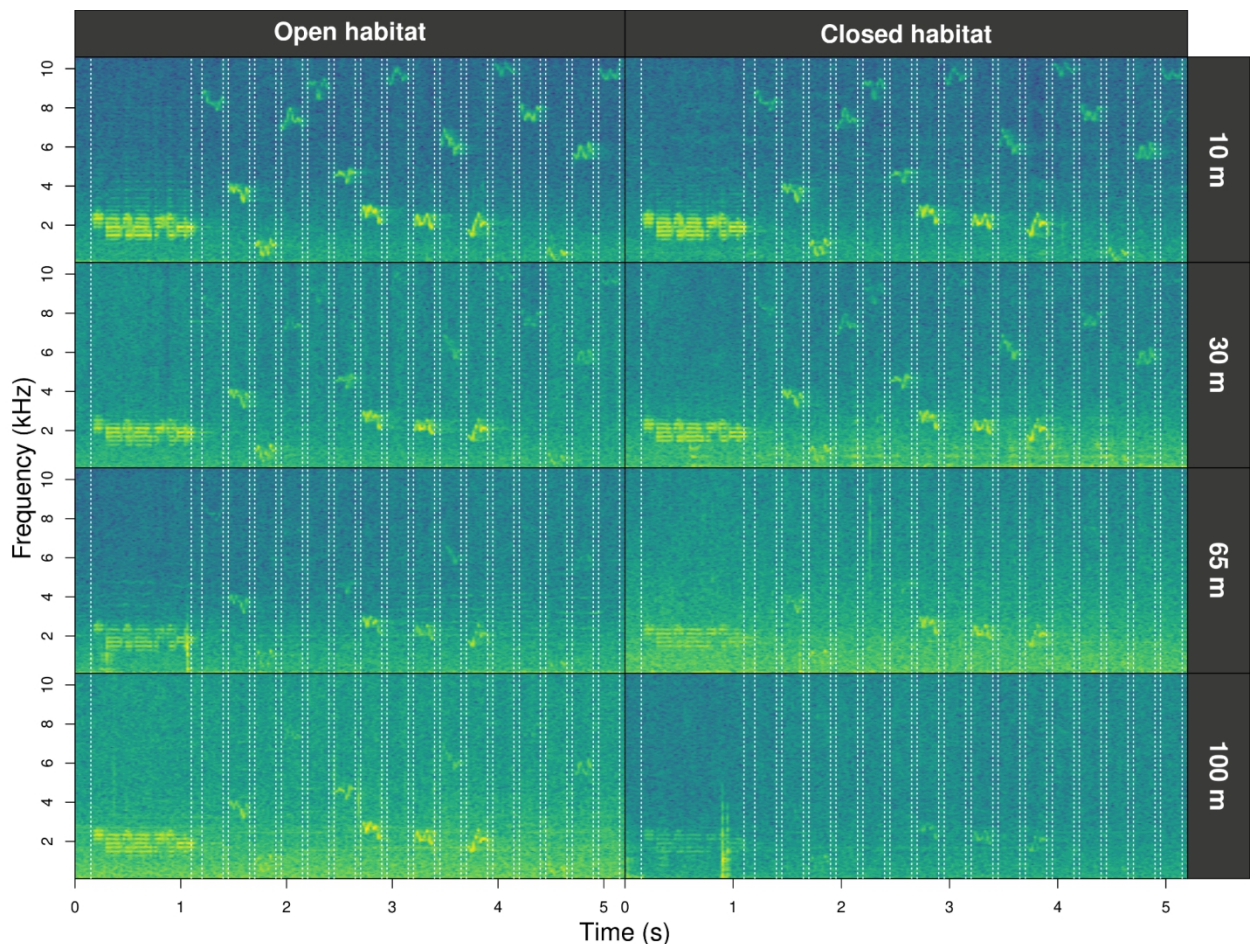 Open habitat Closed habitat
10 8 6 4 2 10 m
10 8 6 4 2 30 m
10 8 6 4 2 65 m
10 8 6 4 2 100 m
Frequency (kHz)
0 1 2 3 4 5 0 1 2 3 4 5
Time (s)